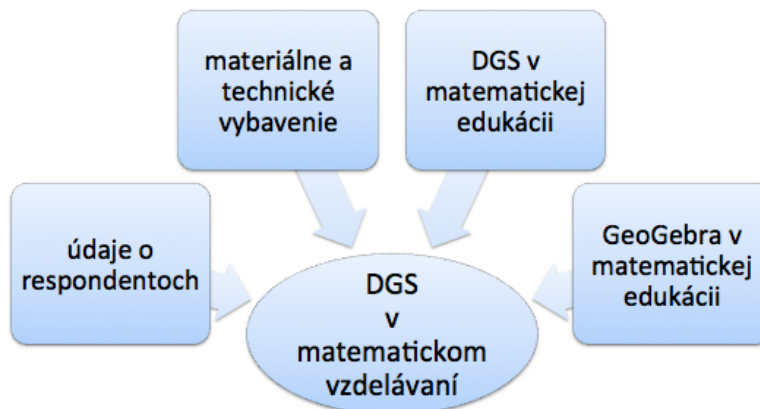 materiálne a
technické
vybavenie
DGS v
matematickej
edukácii
údaje o
respondentoch
GeoGebra v
matematickej
edukácii
DGS
v
matematickom
vzdelávaní